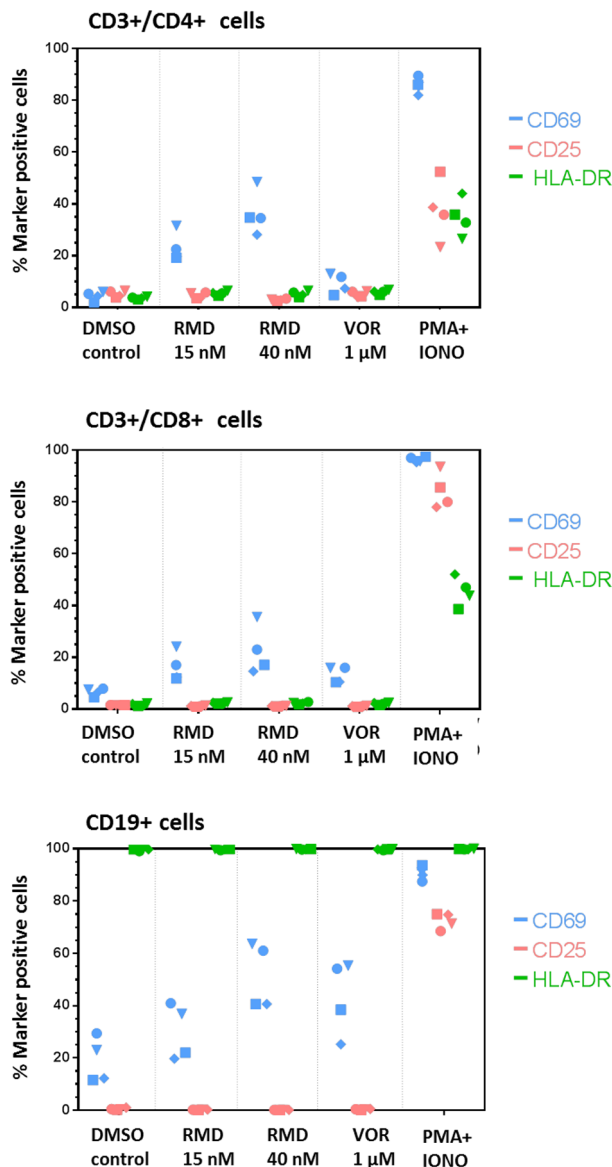 CD3+/CD4+ cells
% Marker positive cells
100
80
60
40
20
0
DMSO control
RMD 15 nM
RMD 40 nM
VOR 1 µM
PMA+ IONO
CD69
CD25
HLA-DR
CD3+/CD8+ cells
% Marker positive cells
100
80
60
40
20
0
DMSO control
RMD 15 nM
RMD 40 nM
VOR 1 µM
PMA+ IONO
CD69
CD25
HLA-DR
CD19+ cells
% Marker positive cells
100
80
60
40
20
0
DMSO control
RMD 15 nM
RMD 40 nM
VOR 1 µM
PMA+ IONO
CD69
CD25
HLA-DR